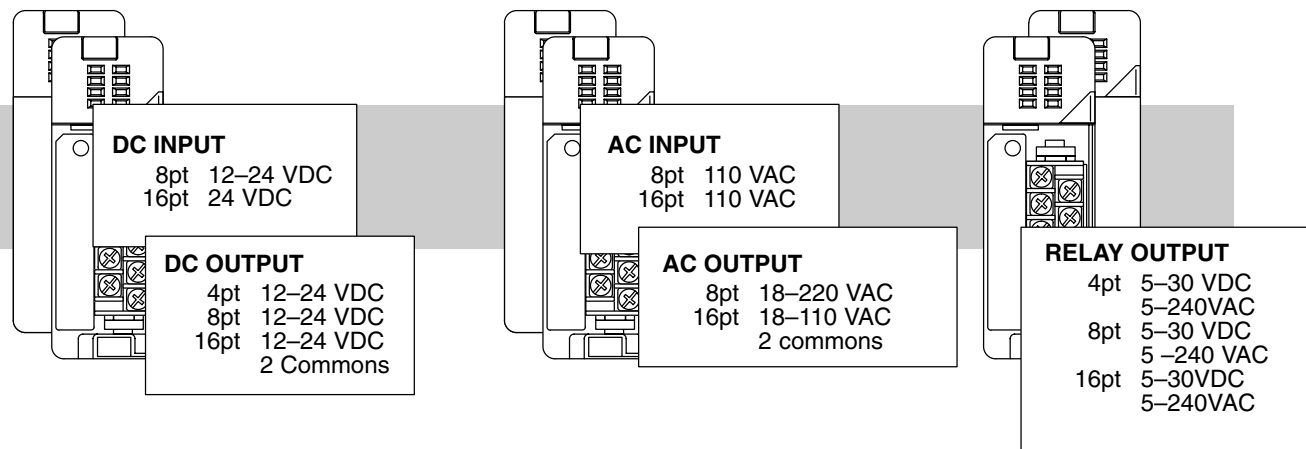 DC INPUT
8pt 12–24 VDC
16pt 24 VDC
DC OUTPUT
4pt 12–24 VDC
8pt 12–24 VDC
16pt 12–24 VDC
2 Commons
AC INPUT
8pt 110 VAC
16pt 110 VAC
AC OUTPUT
8pt 18–220 VAC
16pt 18–110 VAC
2 commons
RELAY OUTPUT
4pt 5–30 VDC
5–240VAC
8pt 5–30 VDC
5 –240 VAC
16pt 5–30VDC
5–240VAC